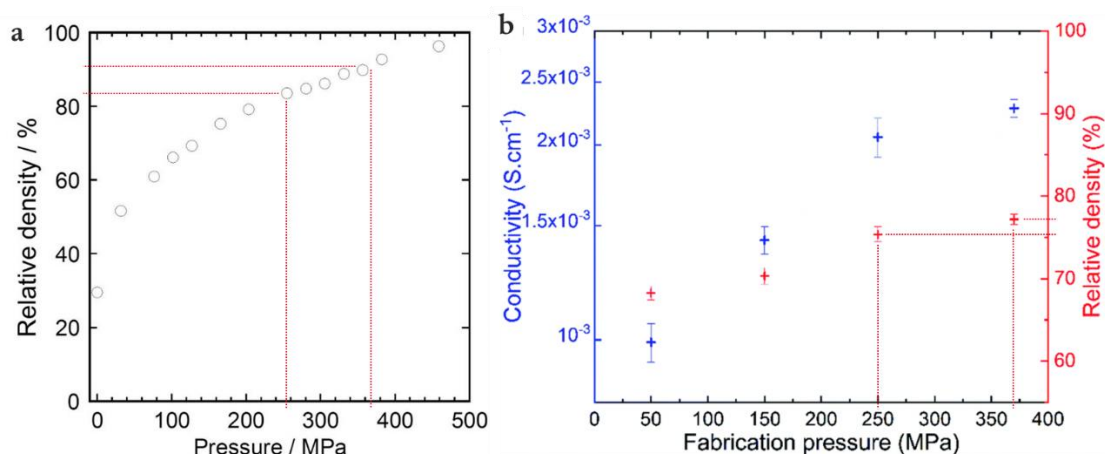 a
Relative density / %
100
80
60
40
20
0
0 100 200 300 400 500
Pressure / MPa
b
Conductivity (S.cm⁻¹)
3x10⁻³
2.5x10⁻³
2x10⁻³
1.5x10⁻³
10⁻³
0 50 100 150 200 250 300 350 400
Fabrication pressure (MPa)
100
90
80
70
60
Relative density (%)